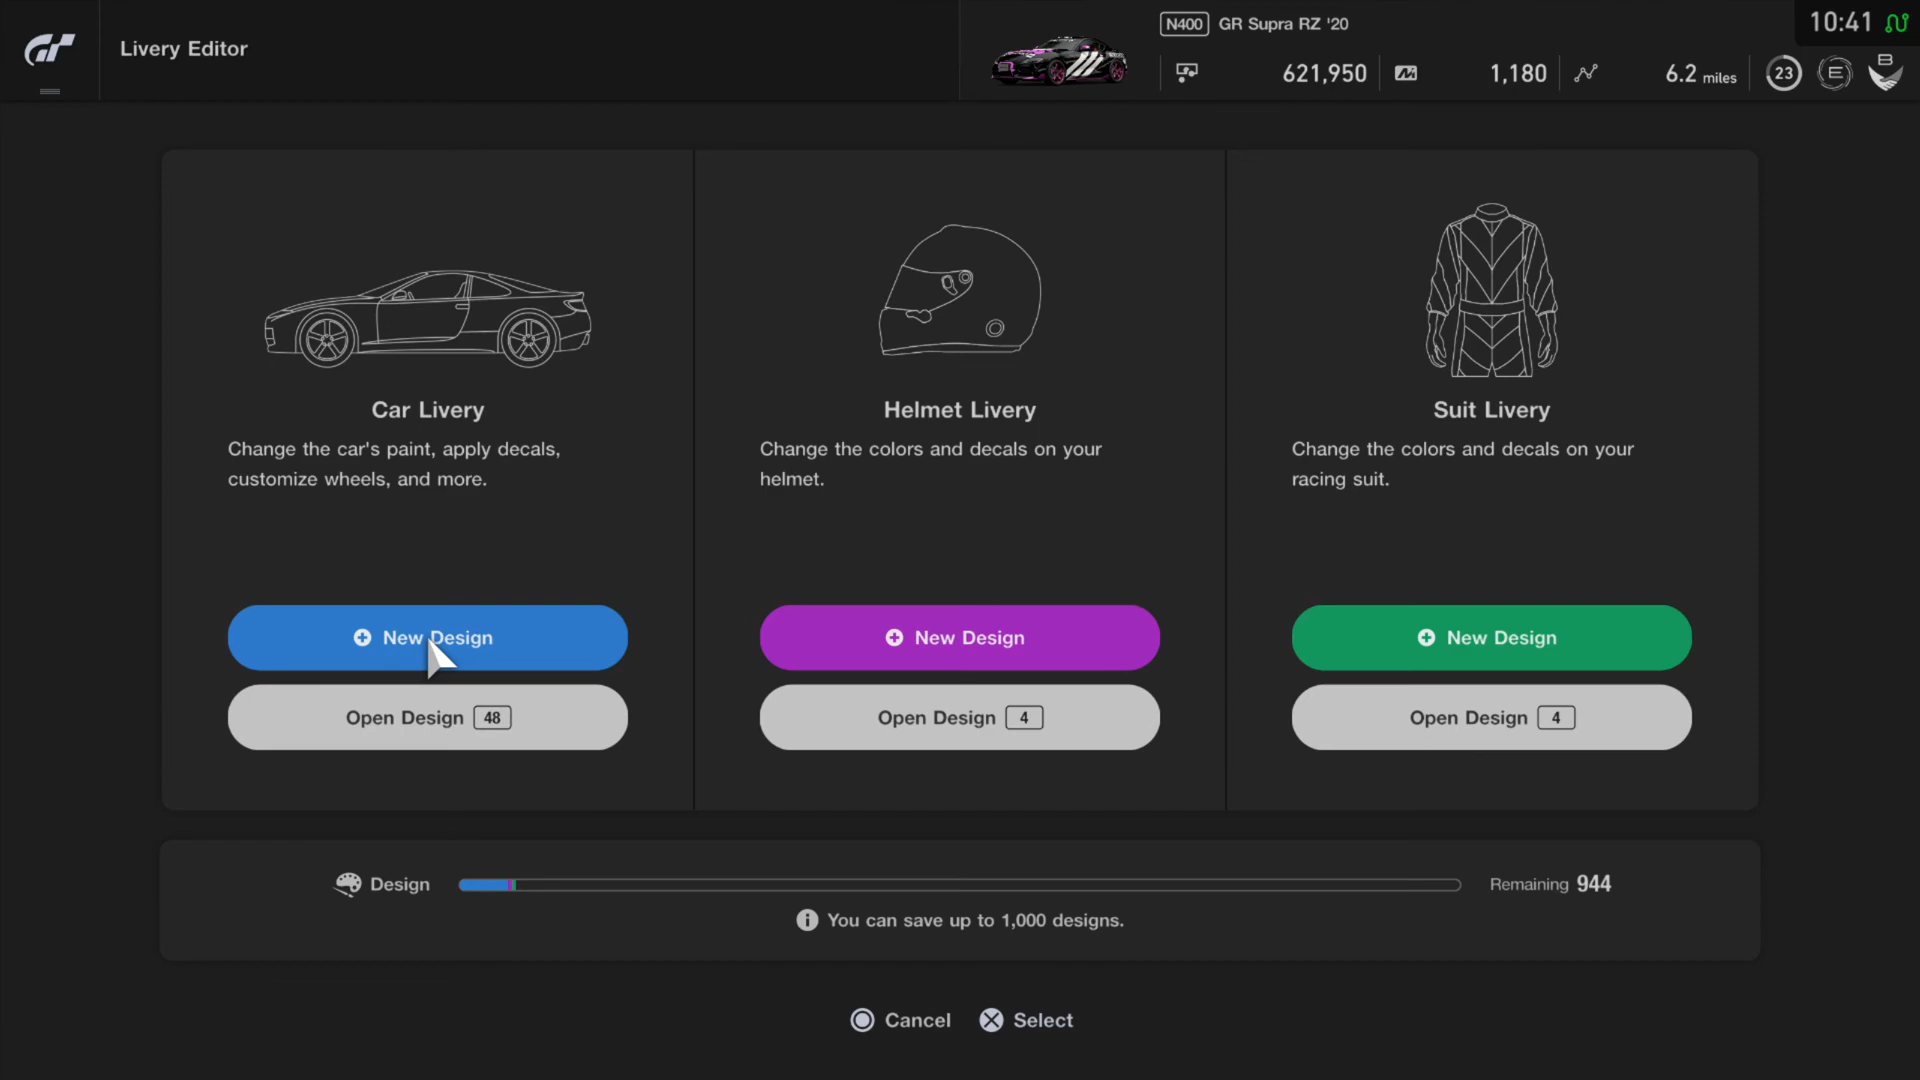 Livery Editor
N400 GR Supra RZ '20
10:41
621,950
1,180
6.2 miles
23
E
B
Car Livery
Change the car's paint, apply decals,
customize wheels, and more.
New Design
Open Design 48
Helmet Livery
Change the colors and decals on your
helmet.
New Design
Open Design 4
Suit Livery
Change the colors and decals on your
racing suit.
New Design
Open Design 4
Design
Remaining 944
You can save up to 1,000 designs.
Cancel
Select